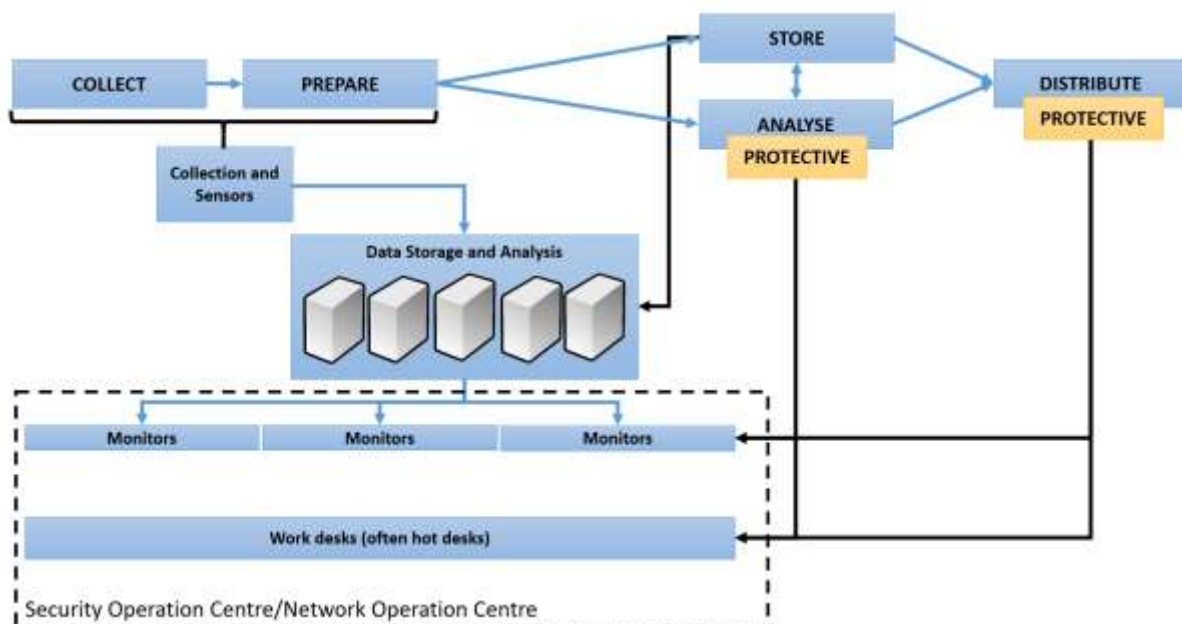 STORE
COLLECT
PREPARE
DISTRIBUTE
ANALYSE
PROTECTIVE
PROTECTIVE
Collection and
Sensors
Data Storage and Analysis
Monitors
Monitors
Monitors
Work desks (often hot desks)
Security Operation Centre/Network Operation Centre